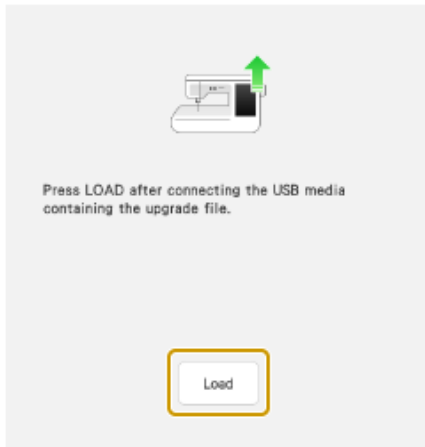 Press LOAD after connecting the USB media
containing the upgrade file.
Load